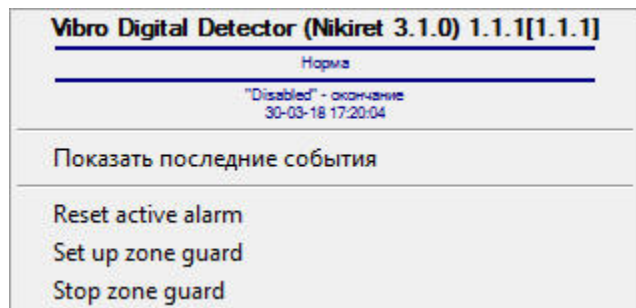 Vibro Digital Detector (Nikiret 3.1.0) 1.1.1[1.1.1]
Норма
"Disabled" - окончание
30-03-18 17:20:04
Показать последние события
Reset active alarm
Set up zone guard
Stop zone guard